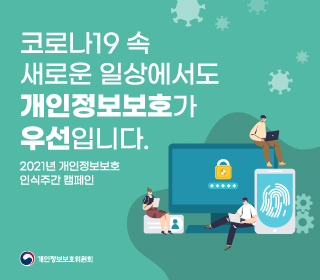 코로나19 속
새로운 일상에서도
개인정보보호가
우선입니다.
2021년 개인정보보호
인식주간 캠페인
개인정보보호위원회